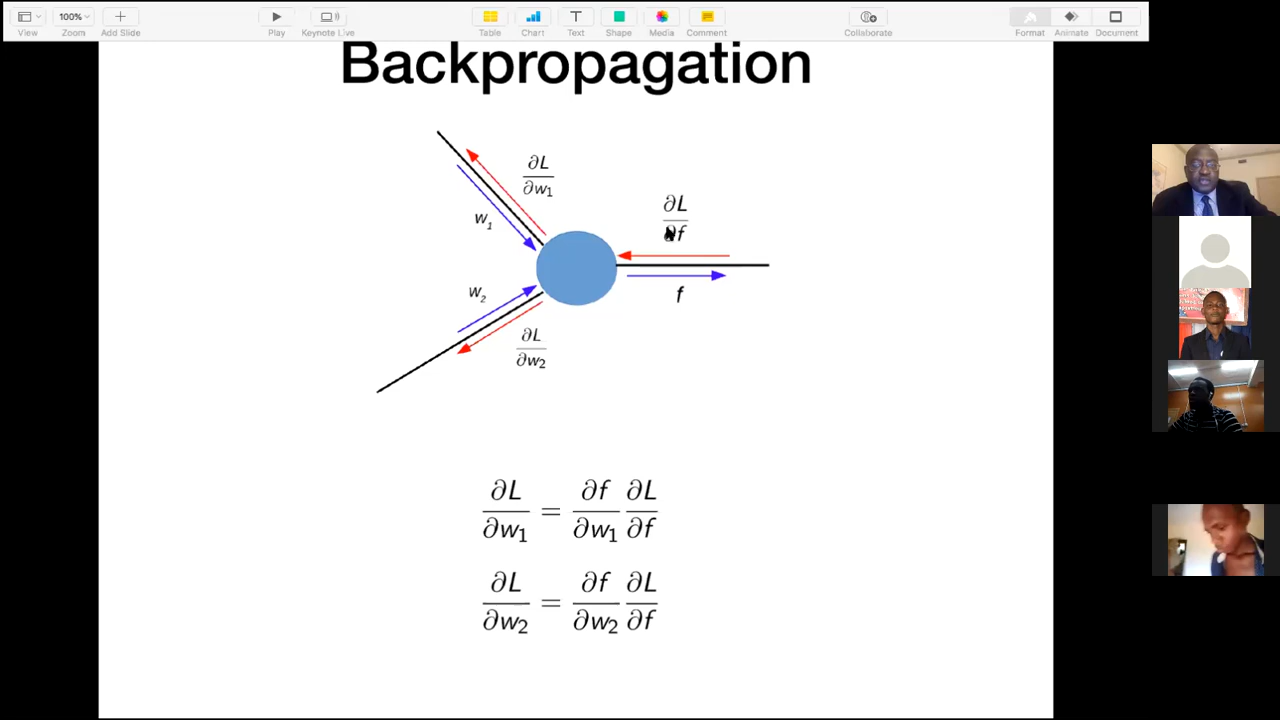 100%
View Zoom Add Slide Play Keynote Live Table Chart Text Shape Media Comment Collaborate Format Animate Document
Backpropagation
∂L/∂w₁
w₁
∂L/∂f
f
w₂
∂L/∂w₂
∂L/∂w₁ = ∂f/∂w₁ ∂L/∂f
∂L/∂w₂ = ∂f/∂w₂ ∂L/∂f